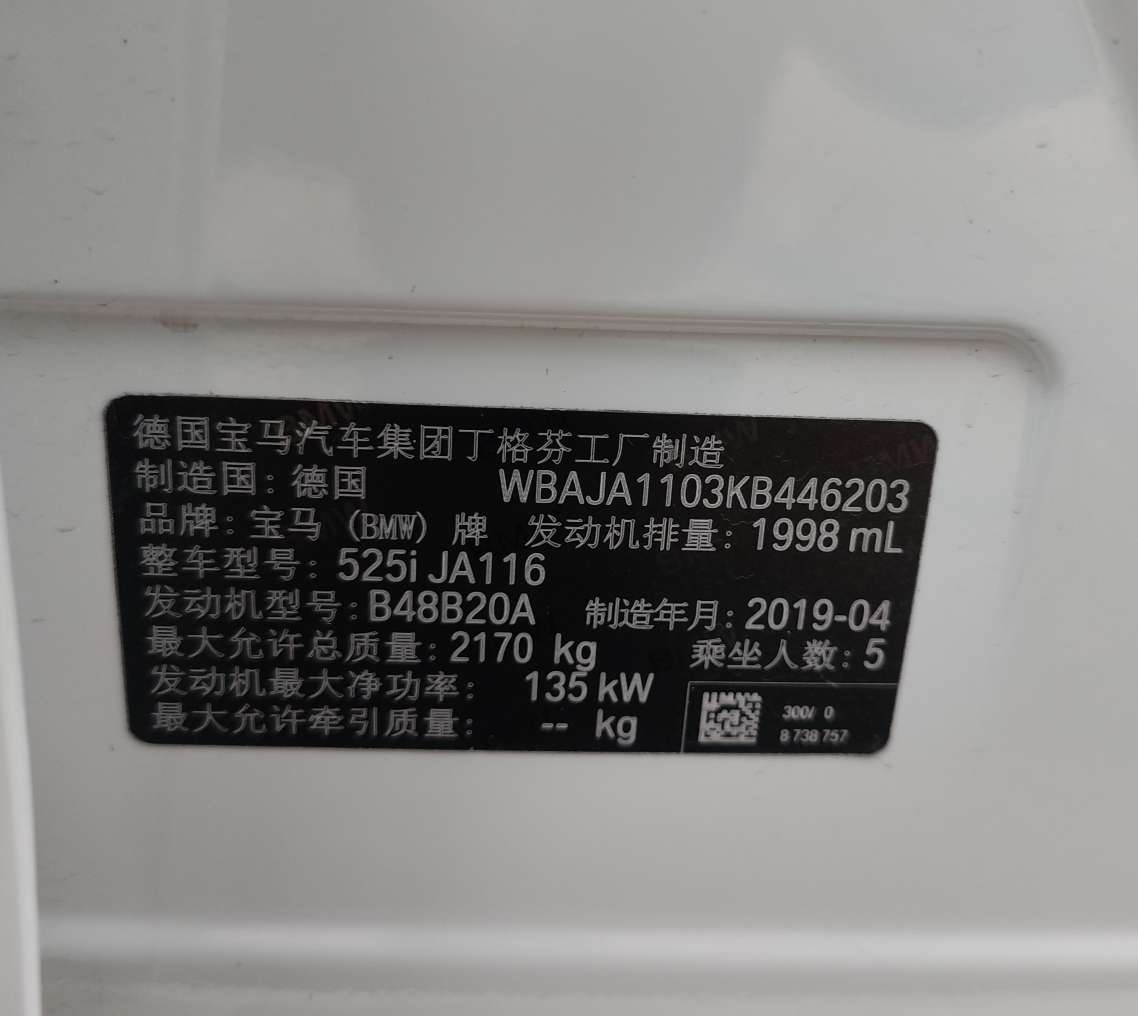 德国宝马汽车集团丁格芬工厂制造
制造国：德国 WBAJA1103KB446203
品牌：宝马（BMW）牌 发动机排量：1998 mL
整车型号：525i JA116
发动机型号：B48B20A 制造年月：2019-04
最大允许总质量：2170 kg 乘坐人数：5
发动机最大净功率： 135 kW
最大允许牵引质量： -- kg
300/ 0
8 738 757